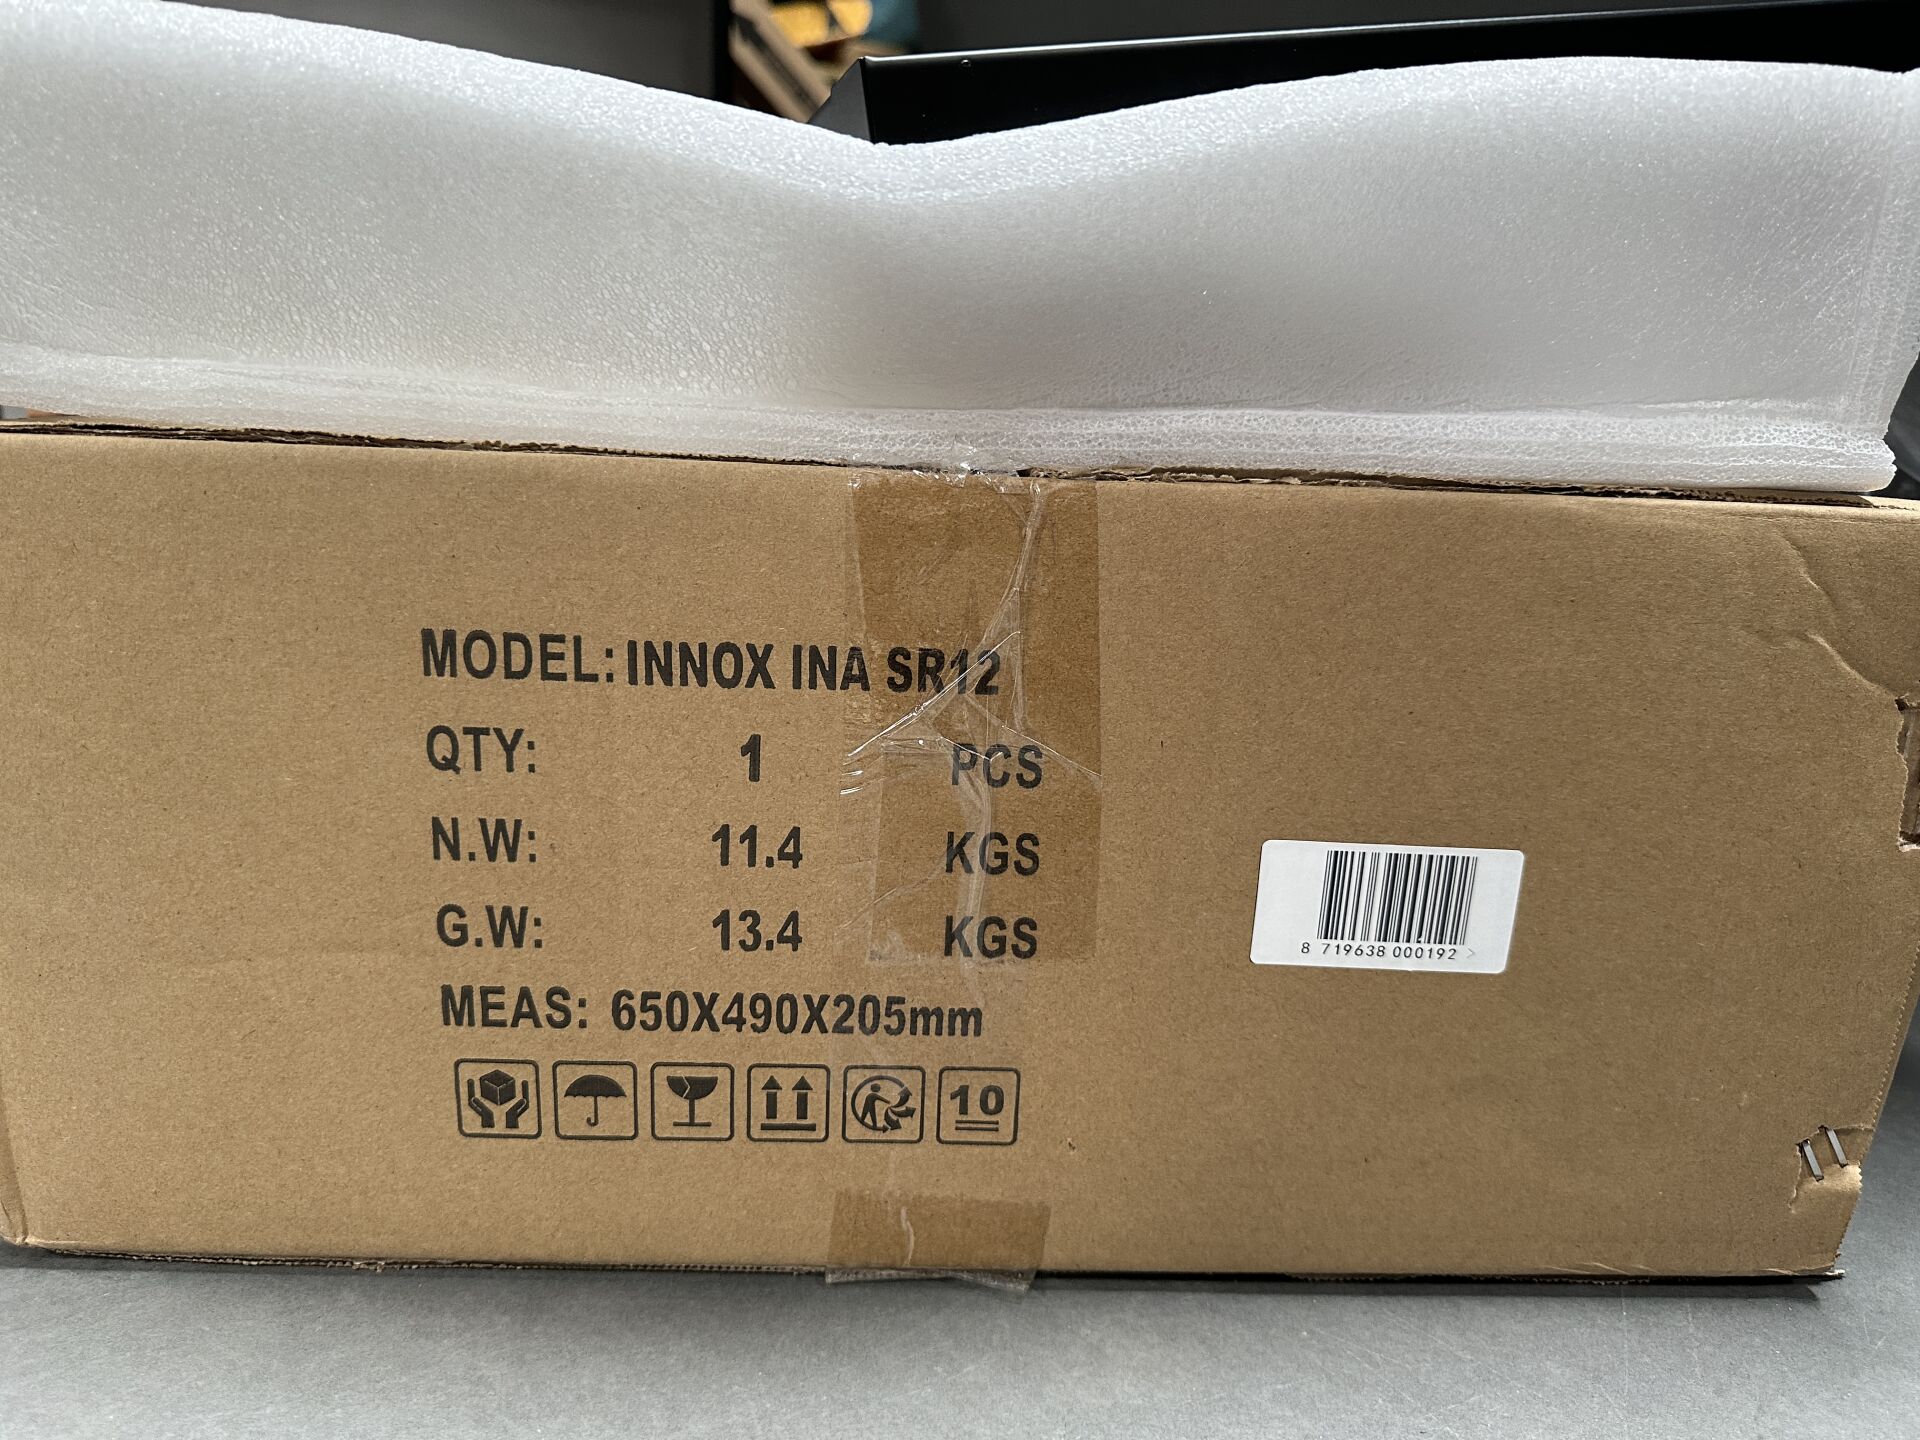 MODEL: INNOX INA SR12
QTY: 1 PCS
N.W: 11.4 KGS
G.W: 13.4 KGS
MEAS: 650X490X205mm
10
8 719638 000192 >